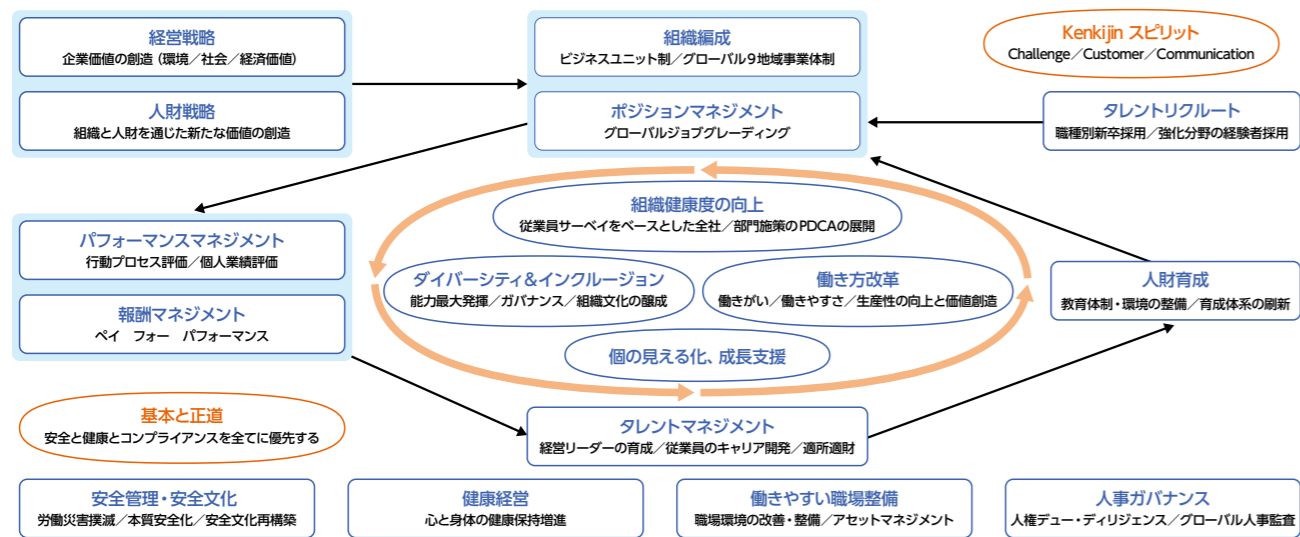 経営戦略
企業価値の創造（環境／社会／経済価値）
人財戦略
組織と人財を通じた新たな価値の創造
組織編成
ビジネスユニット制／グローバル9地域事業体制
ポジションマネジメント
グローバルジョブグレーディング
Kenkijin スピリット
Challenge／Customer／Communication
タレントリクルート
職種別新卒採用／強化分野の経験者採用
組織健康度の向上
従業員サーベイをベースとした全社／部門施策のPDCAの展開
パフォーマンスマネジメント
行動プロセス評価／個人業績評価
報酬マネジメント
ペイ フォー パフォーマンス
ダイバーシティ＆インクルージョン
能力最大発揮／ガバナンス／組織文化の醸成
働き方改革
働きがい／働きやすさ／生産性の向上と価値創造
人財育成
教育体制・環境の整備／育成体系の刷新
個の見える化、成長支援
基本と正道
安全と健康とコンプライアンスを全てに優先する
タレントマネジメント
経営リーダーの育成／従業員のキャリア開発／適所適財
安全管理・安全文化
労働災害撲滅／本質安全化／安全文化再構築
健康経営
心と身体の健康保持増進
働きやすい職場整備
職場環境の改善・整備／アセットマネジメント
人事ガバナンス
人権デュー・ディリジェンス／グローバル人事監査